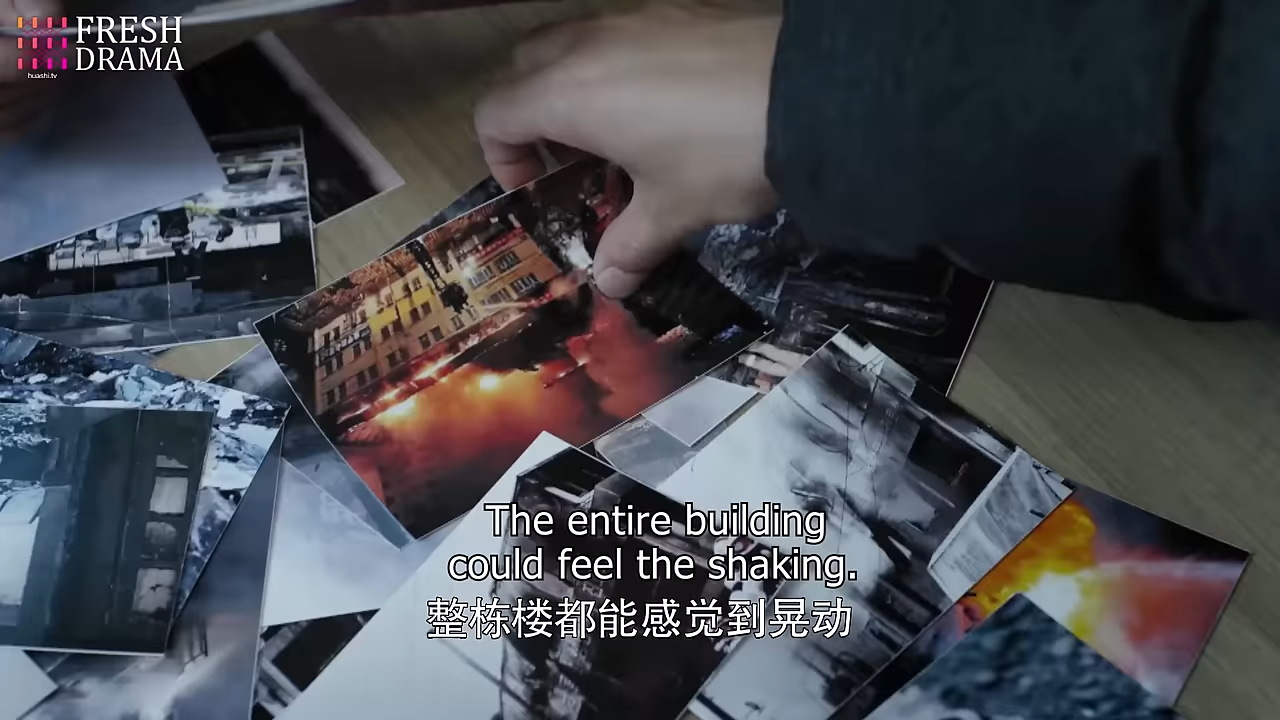 FRESH
DRAMA
huashi.tv
The entire building
could feel the shaking.
整栋楼都能感觉到晃动